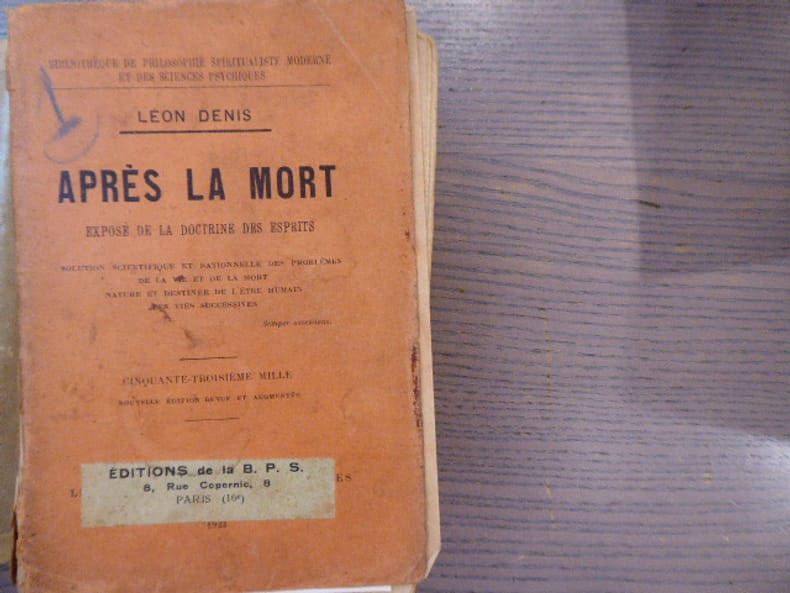 BIBLIOTHÈQUE DE PHILOSOPHIE SPIRITUALISTE MODERNE
ET DES SCIENCES PSYCHIQUES
LÉON DENIS
APRÈS LA MORT
EXPOSÉ DE LA DOCTRINE DES ESPRITS
SOLUTION SCIENTIFIQUE ET RATIONNELLE DES PROBLÈMES
DE LA VIE ET DE LA MORT
NATURE ET DESTINÉE DE L'ÊTRE HUMAIN
LES VIES SUCCESSIVES
Semper ascendens.
CINQUANTE-TROISIÈME MILLE
NOUVELLE ÉDITION REVUE ET AUGMENTÉE
ÉDITIONS de la B. P. S.
8, Rue Copernic, 8
PARIS (16e)